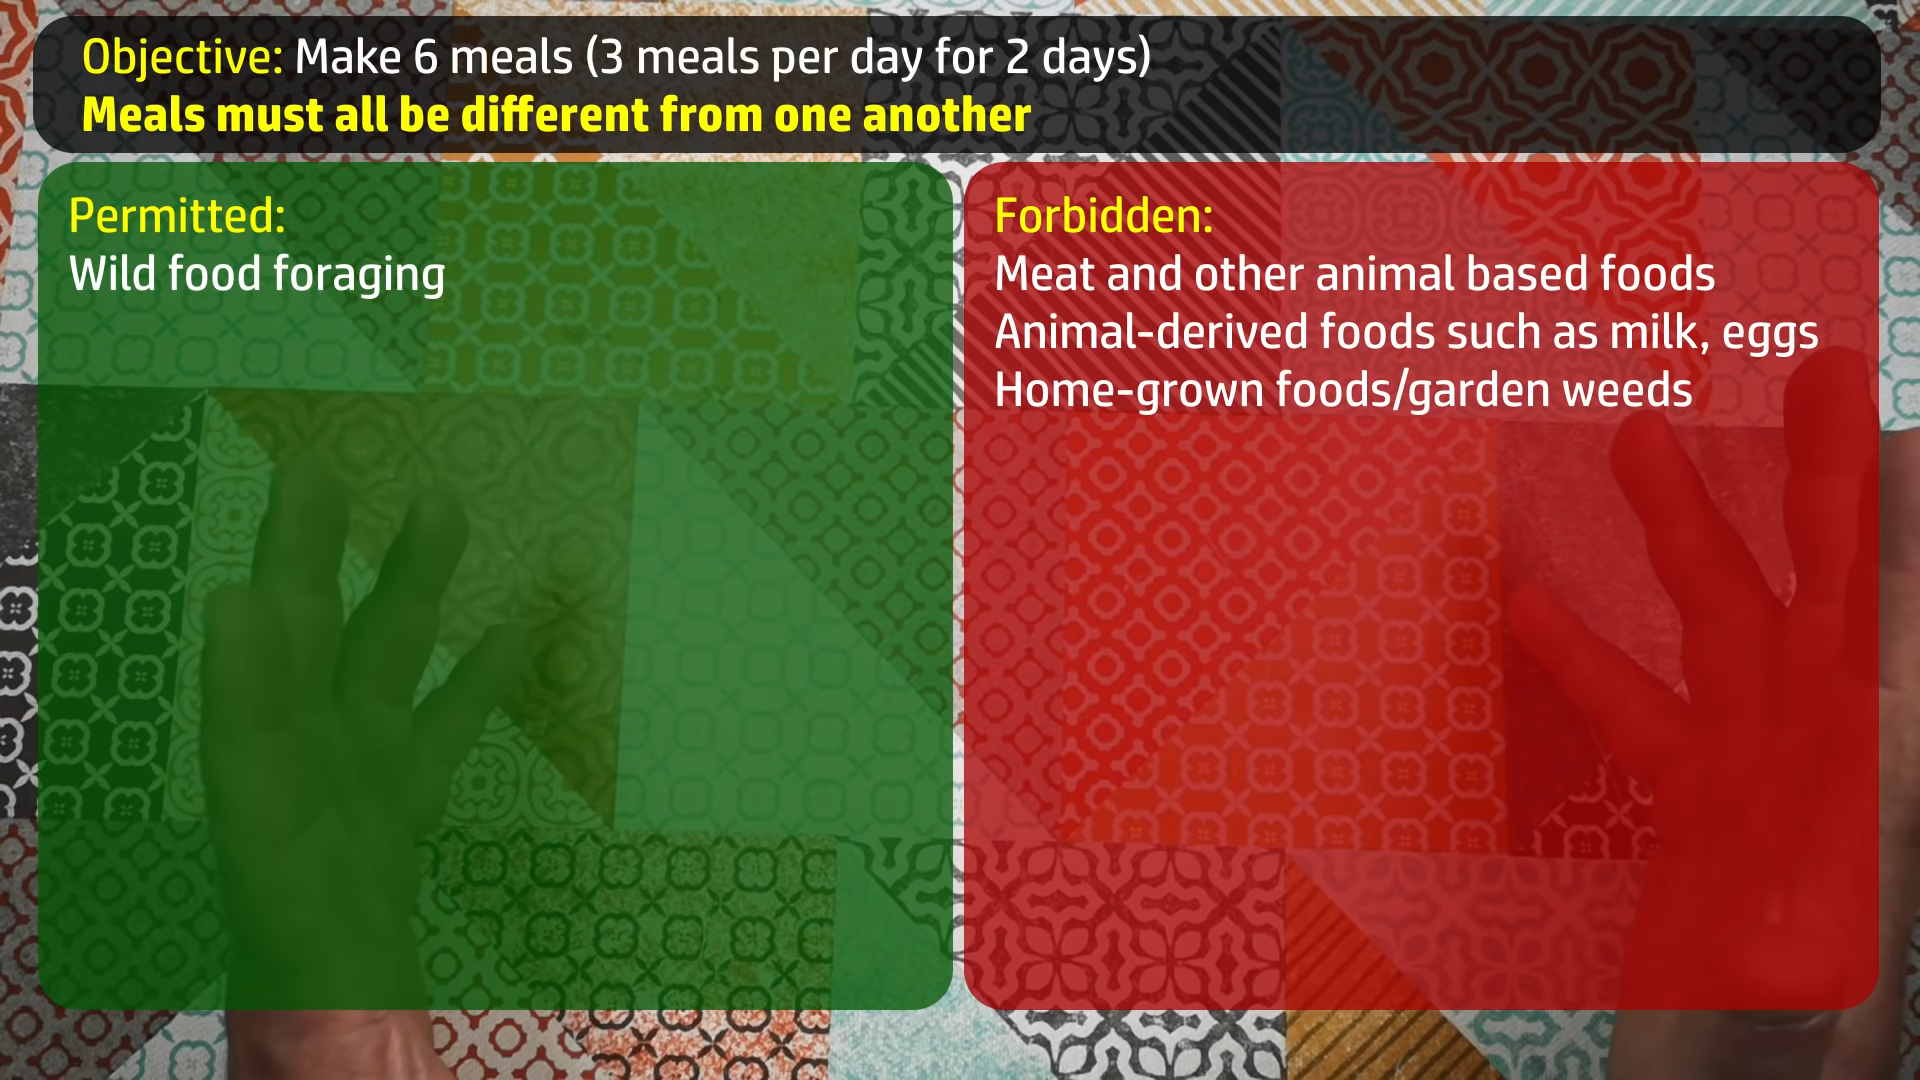 Objective: Make 6 meals (3 meals per day for 2 days)
Meals must all be different from one another
Permitted:
Wild food foraging
Forbidden:
Meat and other animal based foods
Animal-derived foods such as milk, eggs
Home-grown foods/garden weeds